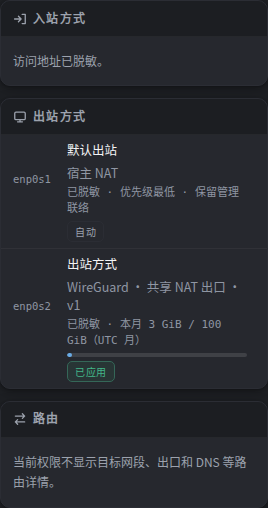 入站方式
访问地址已脱敏。
出站方式
enp0s1
默认出站
宿主 NAT
已脱敏 · 优先级最低 · 保留管理
联络
自动
enp0s2
出站方式
WireGuard · 共享 NAT 出口 ·
v1
已脱敏 · 本月 3 GiB / 100
GiB（UTC 月）
已应用
路由
当前权限不显示目标网段、出口和 DNS 等路
由详情。